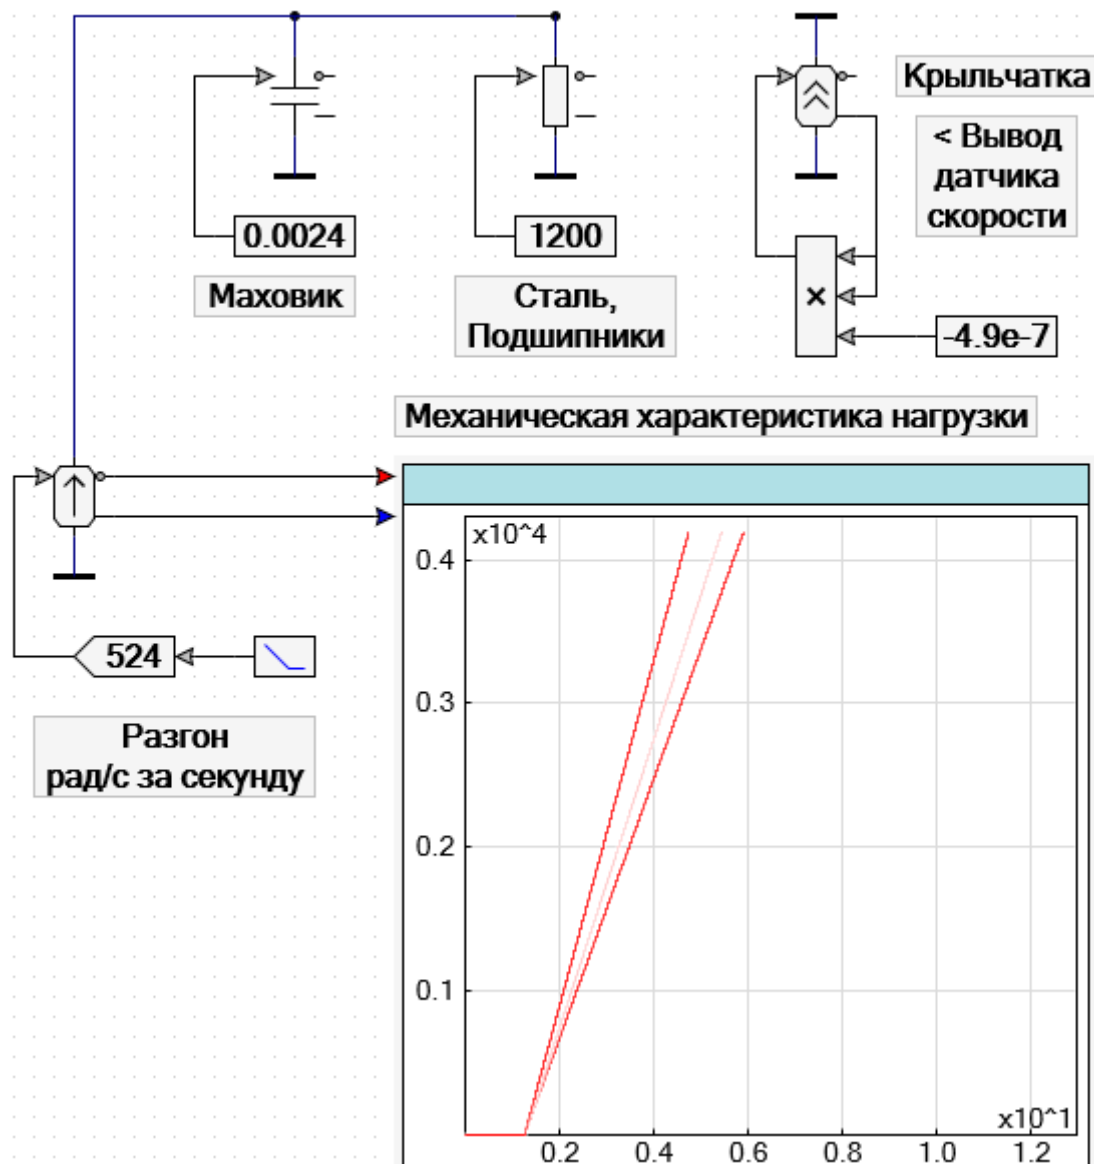 Крыльчатка
< Вывод
датчика
скорости
0.0024
1200
Маховик
Сталь,
Подшипники
×
-4.9e-7
Механическая характеристика нагрузки
524
Разгон
рад/с за секунду
x10^4
0.4
0.3
0.2
0.1
x10^1
0.2 0.4 0.6 0.8 1.0 1.2